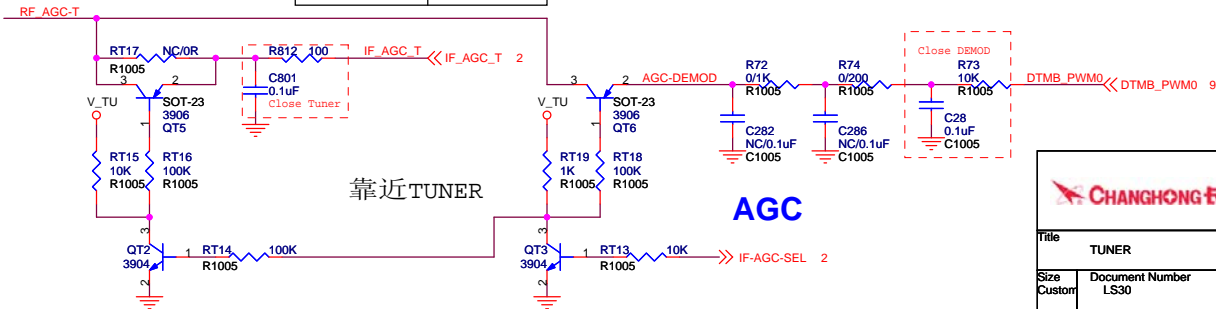 RF_AGC-T
RT17 NC/0R
R1005
R812 100
IF_AGC_T
IF_AGC_T 2
C801
0.1uF
Close Tuner
3
2
SOT-23
3906
QT5
1
V_TU
RT15
10K
R1005
RT16
100K
R1005
靠近TUNER
QT2
3904
3
1
2
RT14 100K
R1005
3
2
AGC-DEMOD
SOT-23
3906
QT6
1
V_TU
RT19
1K
R1005
RT18
100K
R1005
QT3
3904
3
1
2
RT13 10K
R1005
IF-AGC-SEL 2
R72
0/1K
R1005
R74
0/200
R1005
Close DEMOD
R73
10K
R1005
DTMB_PWM0
DTMB_PWM0 9
C282
NC/0.1uF
C1005
C286
NC/0.1uF
C1005
C28
0.1uF
C1005
AGC
CHANGHONG
Title
TUNER
Size
Custom
Document Number
LS30